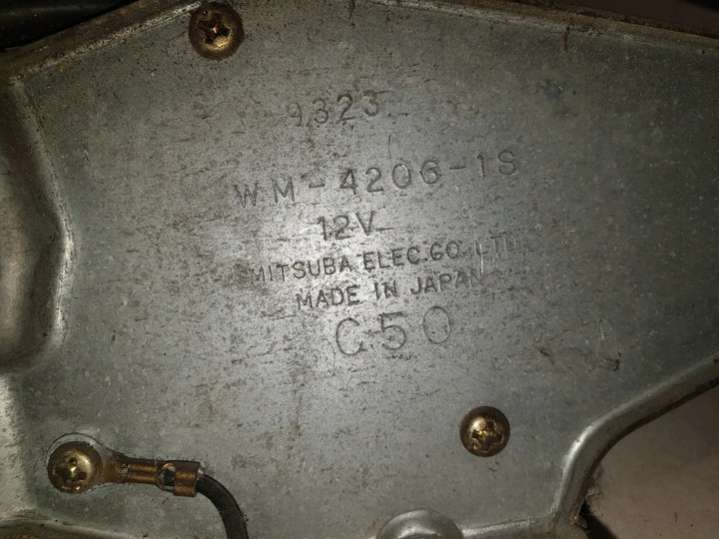 9323
WM-4206-1S
12V
MITSUBA ELEC.CO.LTD.
MADE IN JAPAN
C50